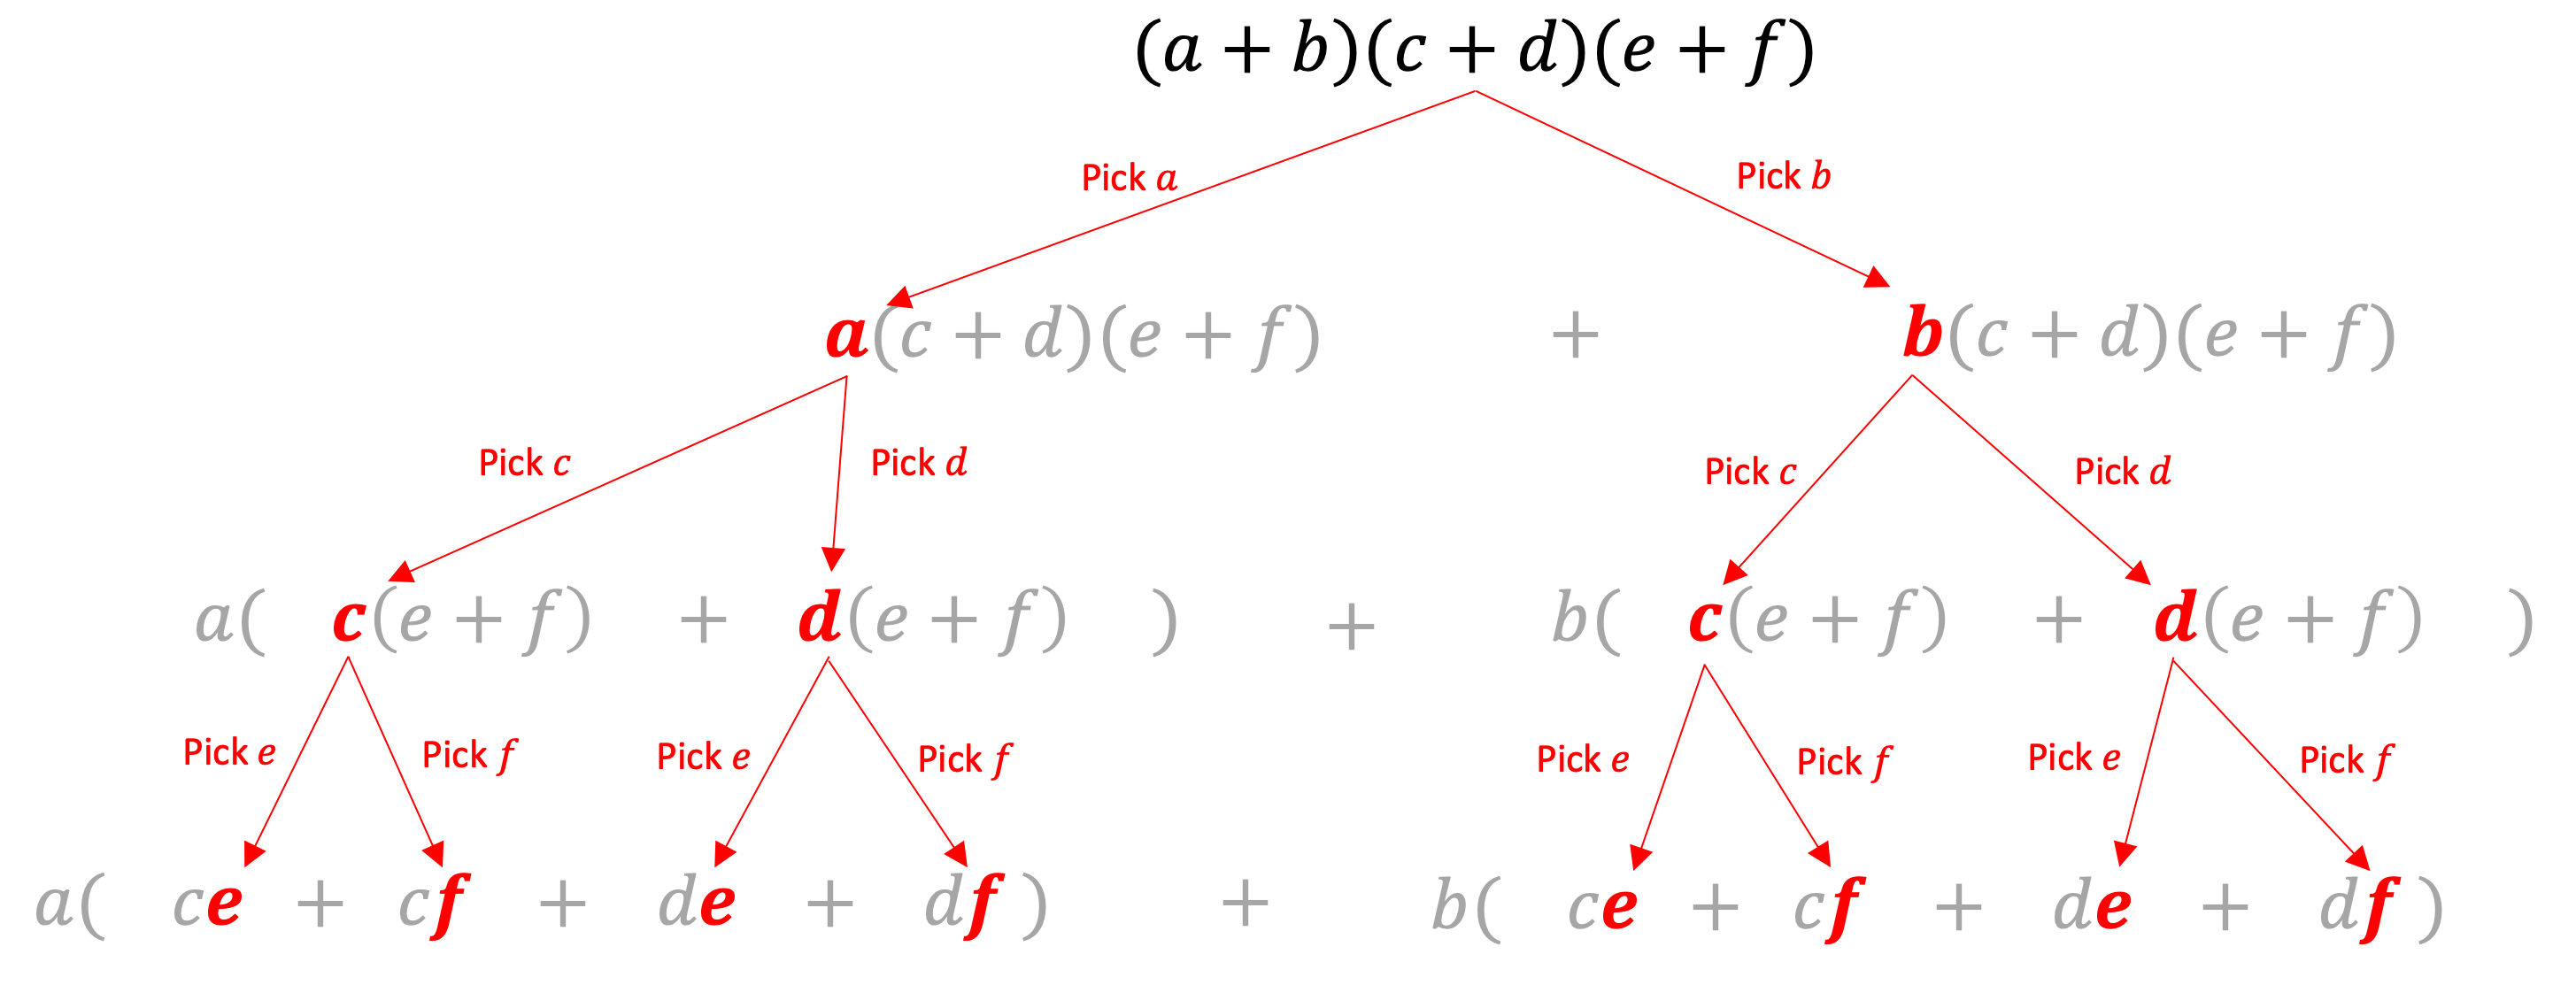 (a + b)(c + d)(e + f)
Pick a Pick b
a(c + d)(e + f) + b(c + d)(e + f)
Pick c Pick d Pick c Pick d
a( c(e + f) + d(e + f) ) + b( c(e + f) + d(e + f) )
Pick e Pick f Pick e Pick f Pick e Pick f Pick e Pick f
a( ce + cf + de + df ) + b( ce + cf + de + df )